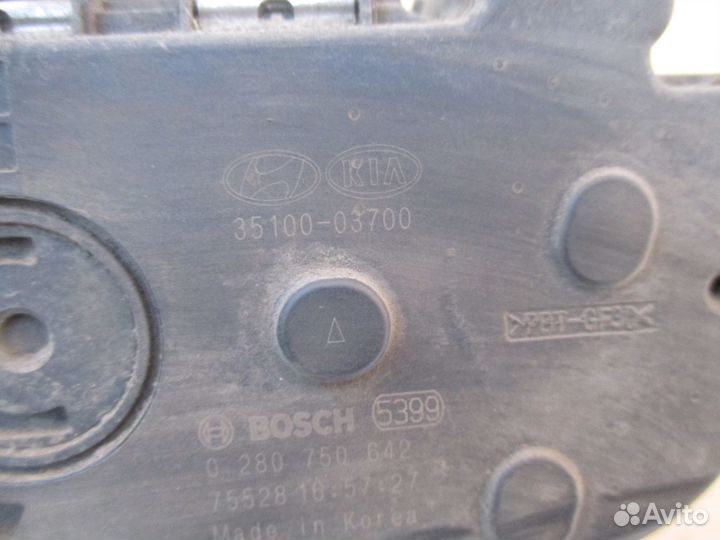 KIA
35100-03700
>PBT-GF30<
BOSCH 5399
0 280 750 642
75528 16:57:27
Made in Korea
Avito